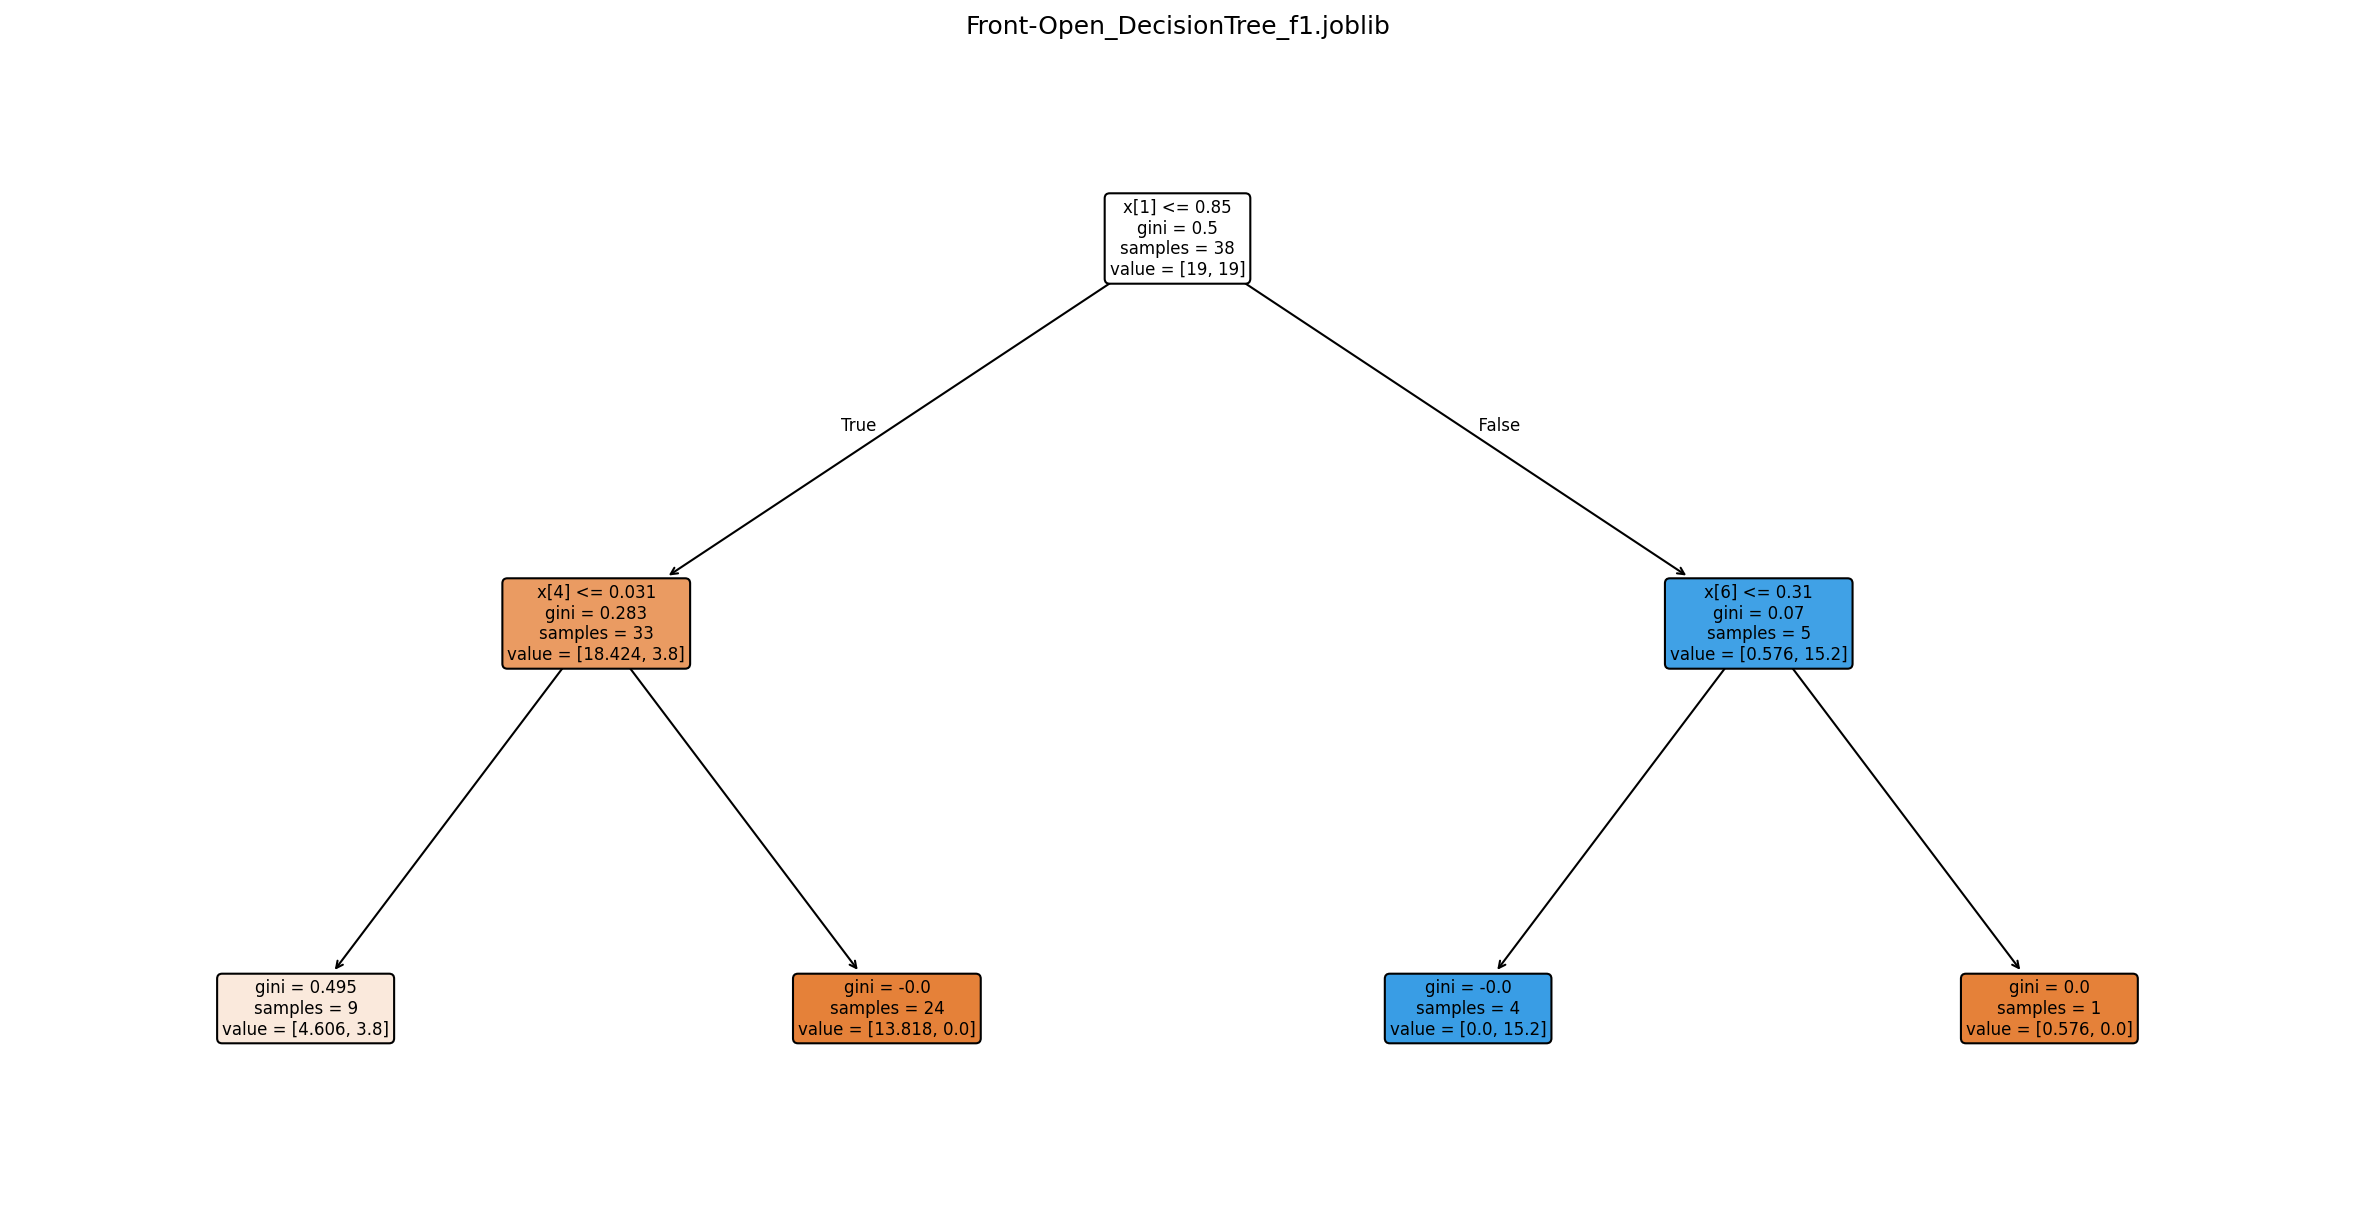 Front-Open_DecisionTree_f1.joblib
x[1] <= 0.85
gini = 0.5
samples = 38
value = [19, 19]
True
False
x[4] <= 0.031
gini = 0.283
samples = 33
value = [18.424, 3.8]
x[6] <= 0.31
gini = 0.07
samples = 5
value = [0.576, 15.2]
gini = 0.495
samples = 9
value = [4.606, 3.8]
gini = -0.0
samples = 24
value = [13.818, 0.0]
gini = -0.0
samples = 4
value = [0.0, 15.2]
gini = 0.0
samples = 1
value = [0.576, 0.0]